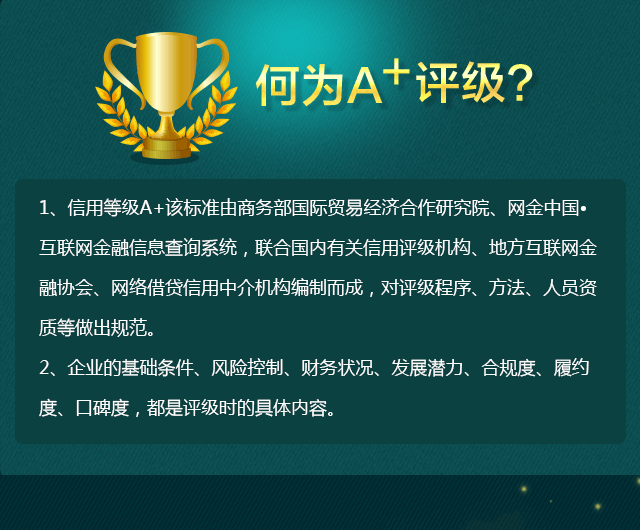 何为A+评级?
1、信用等级A+该标准由商务部国际贸易经济合作研究院、网金中国•
互联网金融信息查询系统，联合国内有关信用评级机构、地方互联网金
融协会、网络借贷信用中介机构编制而成，对评级程序、方法、人员资
质等做出规范。
2、企业的基础条件、风险控制、财务状况、发展潜力、合规度、履约
度、口碑度，都是评级时的具体内容。